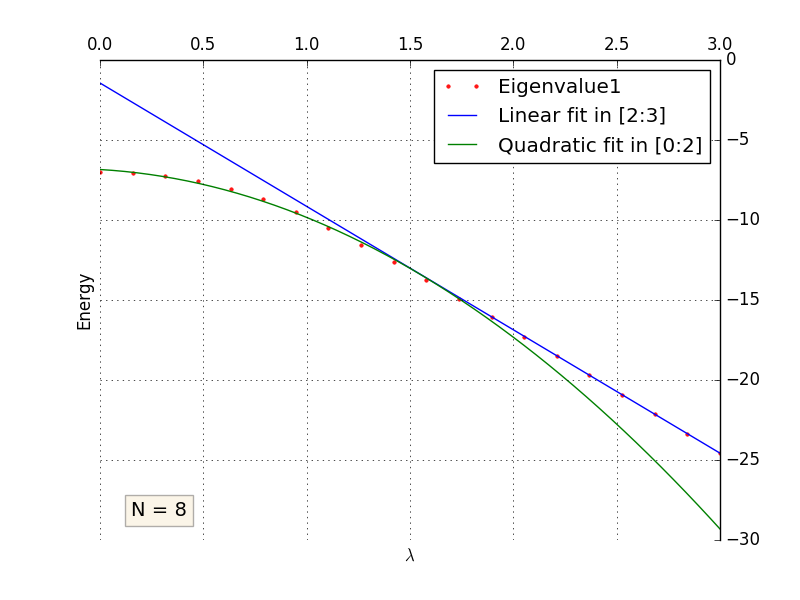 0.0 0.5 1.0 1.5 2.0 2.5 3.0
0
Eigenvalue1
Linear fit in [2:3]
Quadratic fit in [0:2]
−5
−10
−15
−20
−25
−30
Energy
N = 8
λ